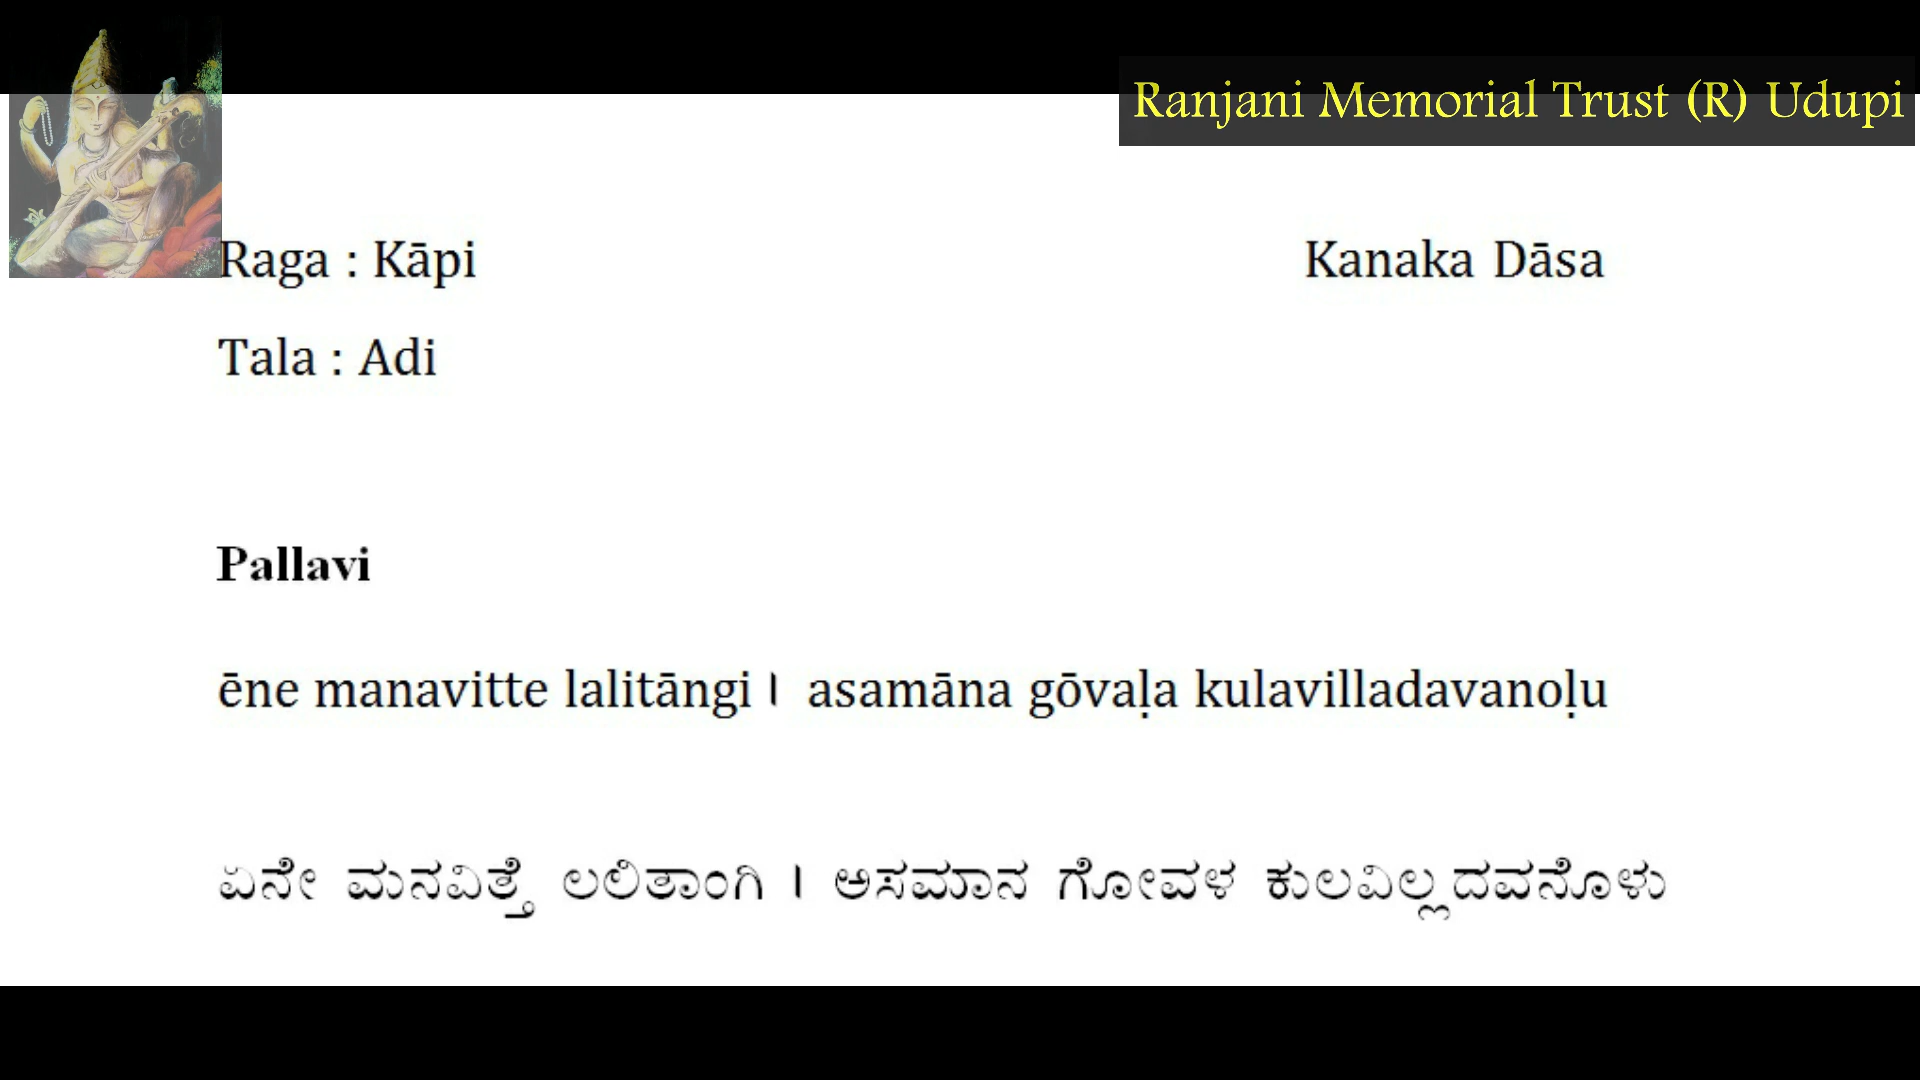 Ranjani Memorial Trust (R) Udupi
Raga : Kāpi Kanaka Dāsa
Tala : Adi
Pallavi
ēne manavitte lalitāngi । asamāna gōvaḷa kulavilladavanoḷu
ಏನೇ ಮನವಿತ್ತೆ ಲಲಿತಾಂಗಿ । ಅಸಮಾನ ಗೋವಳ ಕುಲವಿಲ್ಲದವನೊಳು